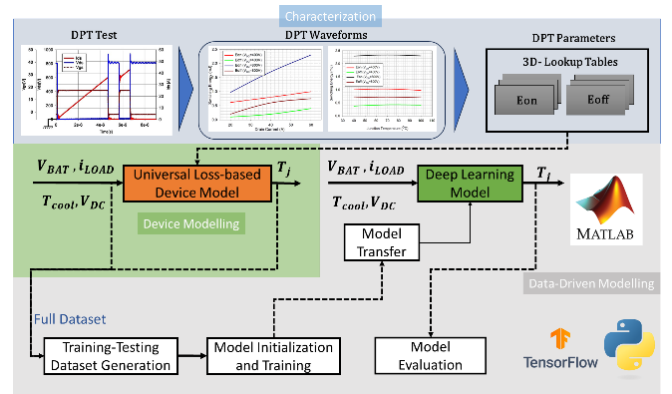 Characterization
DPT Test
DPT Waveforms
DPT Parameters
3D- Lookup Tables
Eon
Eoff
V_BAT , i_LOAD
T_cool, V_DC
Universal Loss-based
Device Model
T_j
Device Modelling
V_BAT , i_LOAD
T_cool, V_DC
Deep Learning
Model
T_j
MATLAB
Model
Transfer
Data-Driven Modelling
Full Dataset
Training-Testing
Dataset Generation
Model Initialization
and Training
Model
Evaluation
TensorFlow